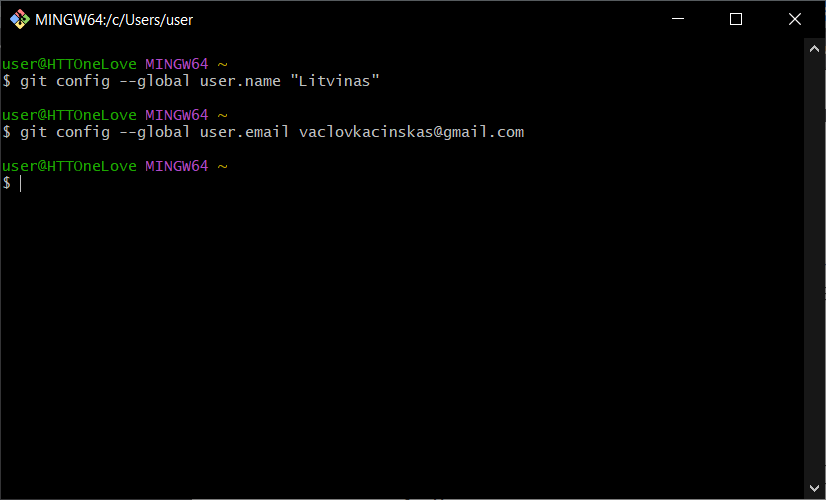 MINGW64:/c/Users/user
user@HTTOneLove MINGW64 ~
$ git config --global user.name "Litvinas"
user@HTTOneLove MINGW64 ~
$ git config --global user.email vaclovkacinskas@gmail.com
user@HTTOneLove MINGW64 ~
$